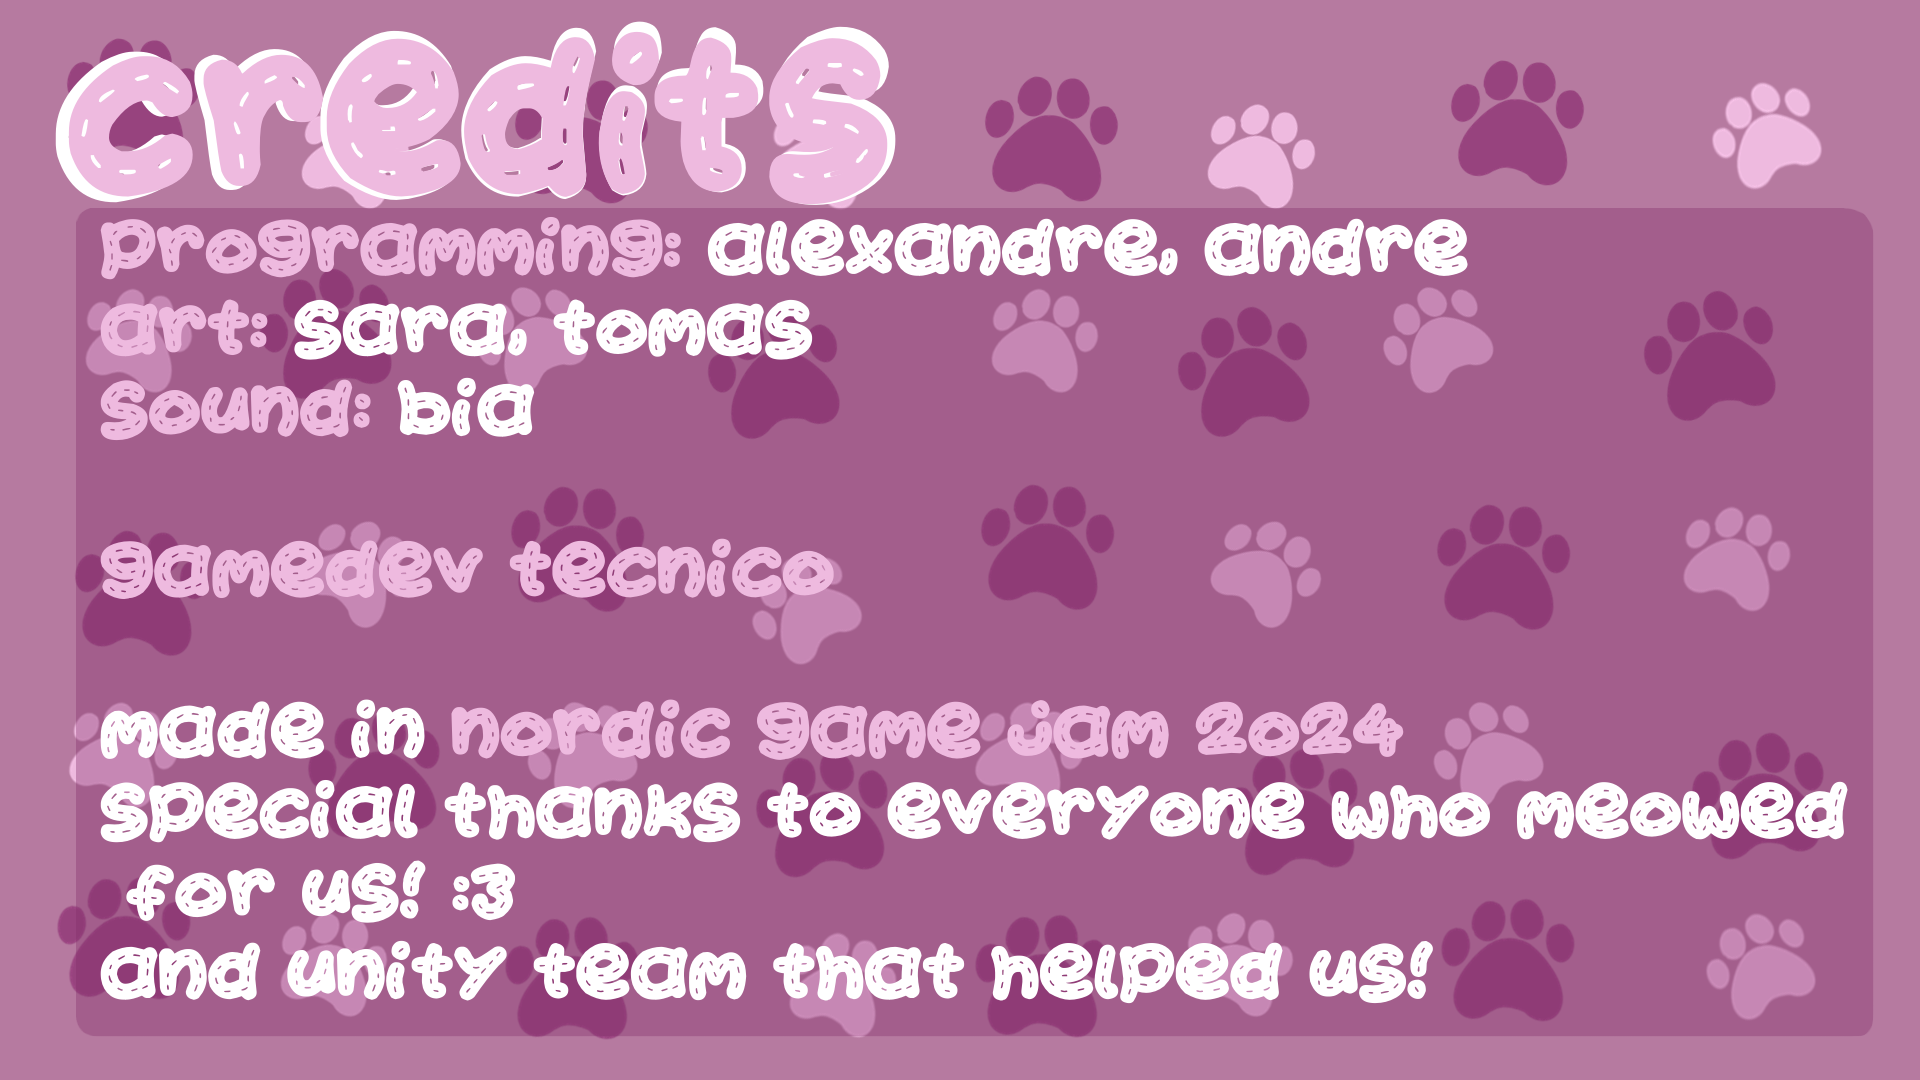 credits
programming: alexandre, andre
art: sara, tomas
sound: bia
gamedev tecnico
made in nordic game jam 2024
special thanks to everyone who meowed
for us! :3
and unity team that helped us!